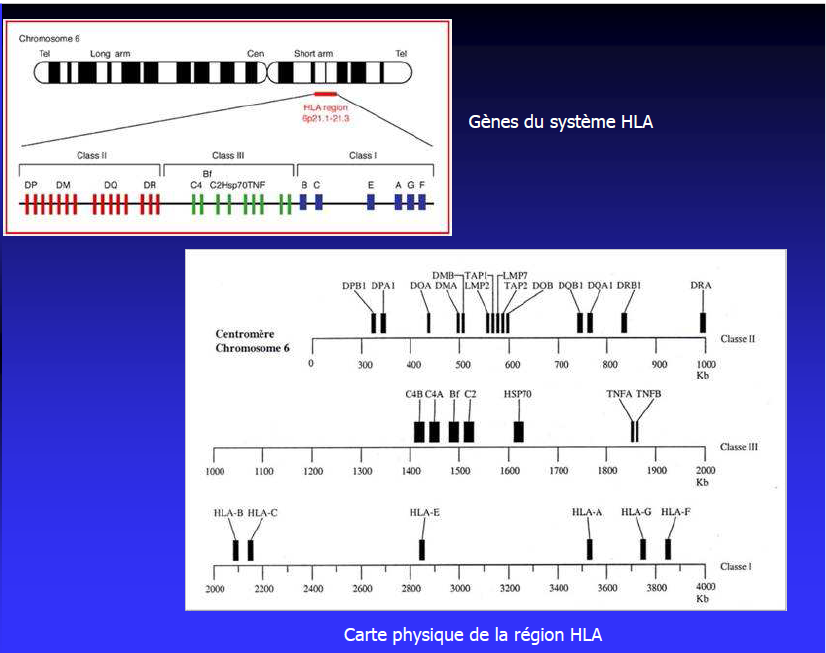 Chromosome 6
Tel Long arm Cen Short arm Tel
HLA region
6p21.1-21.3
Class II Class III Class I
Bf
DP DM DQ DR C4 C2Hsp70TNF B C E A G F
Gènes du système HLA
DMB TAP1 LMP7
DPB1 DPA1 DOA DMA LMP2 TAP2 DOB DQB1 DQA1 DRB1 DRA
Centromère
Chromosome 6
Classe II
0 300 400 500 600 700 800 900 1000
Kb
C4B C4A Bf C2 HSP70 TNFA TNFB
Classe III
1000 1100 1200 1300 1400 1500 1600 1700 1800 1900 2000
Kb
HLA-B HLA-C HLA-E HLA-A HLA-G HLA-F
Classe I
2000 2200 2400 2600 2800 3000 3200 3400 3600 3800 4000
Kb
Carte physique de la région HLA